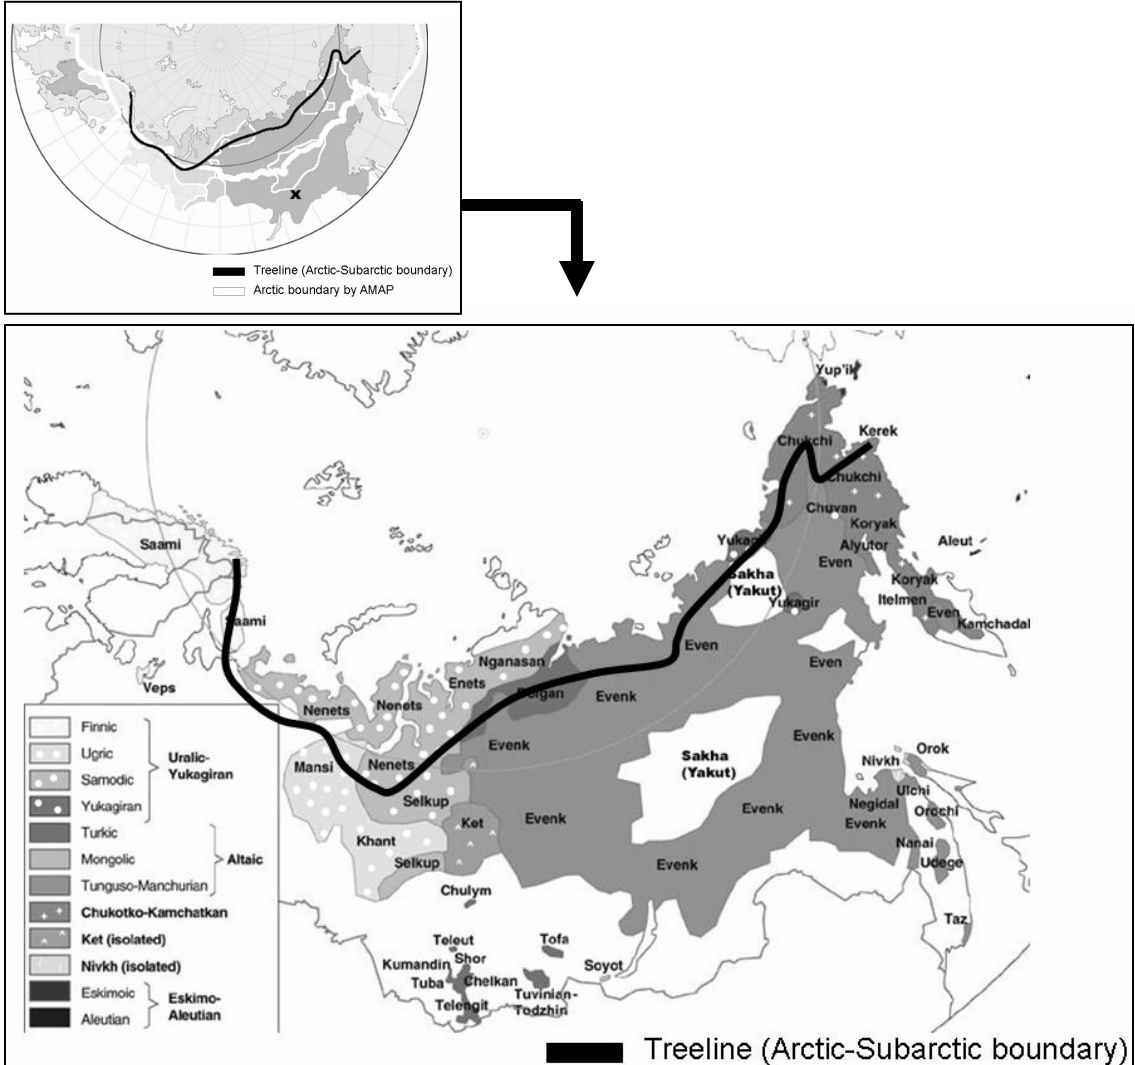 x
Treeline (Arctic-Subarctic boundary)
Arctic boundary by AMAP
Yup'ik
Chukchi
Kerek
Chukchi
Chuvan
Koryak
Saami
Yukagir
Alyutor
Aleut
Even
Sakha
(Yakut)
Koryak
Yukagir
Itelmen
Even
Kamchadal
Saami
Even
Nganasan
Even
Veps
Enets
Dolgan
Evenk
Nenets
Nenets
Evenk
Evenk
Orok
Nivkh
Mansi
Nenets
Sakha
(Yakut)
Ulchi
Selkup
Negidal
Evenk
Orochi
Ket
Evenk
Evenk
Khant
Nanai
Selkup
Evenk
Udege
Chulym
Taz
Teleut
Tofa
Kumandin
Shor
Soyot
Tuba
Chelkan
Telengit
Tuvinian-
Todzhin
Finnic
Ugric
Samodic
Yukagiran
Uralic-
Yukagiran
Turkic
Mongolic
Tunguso-Manchurian
Altaic
Chukotko-Kamchatkan
Ket (isolated)
Nivkh (isolated)
Eskimoic
Aleutian
Eskimo-
Aleutian
Treeline (Arctic-Subarctic boundary)